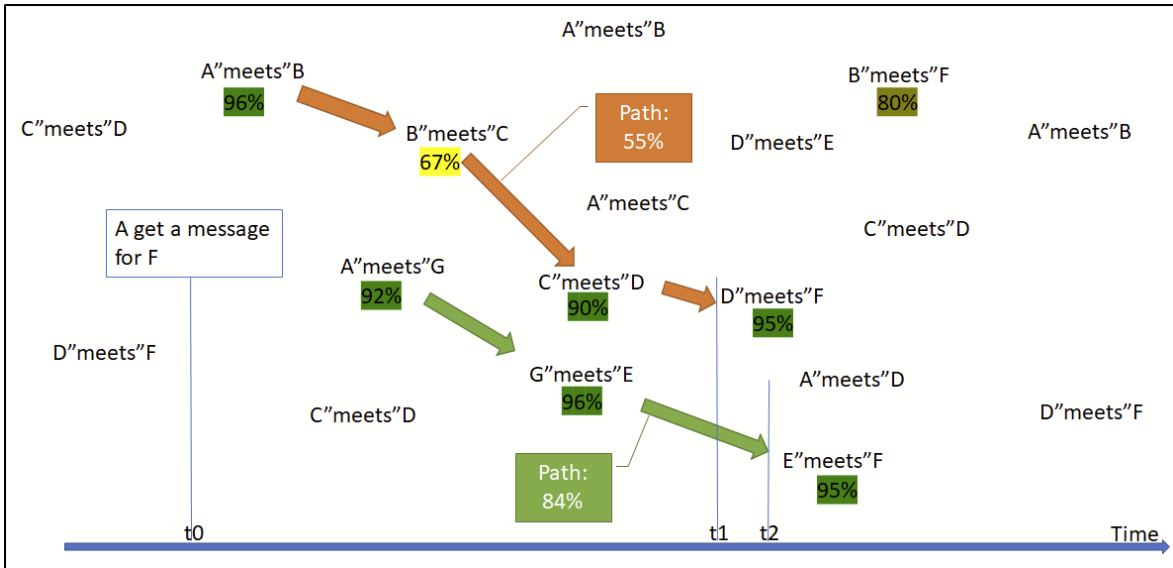 A”meets”B
A”meets”B
96%
B”meets”F
80%
C”meets”D
B”meets”C
67%
Path:
55%
D”meets”E
A”meets”B
A”meets”C
A get a message
for F
C”meets”D
A”meets”G
92%
C”meets”D
90%
D”meets”F
95%
D”meets”F
G”meets”E
96%
A”meets”D
C”meets”D
D”meets”F
Path:
84%
E”meets”F
95%
t0
t1
t2
Time